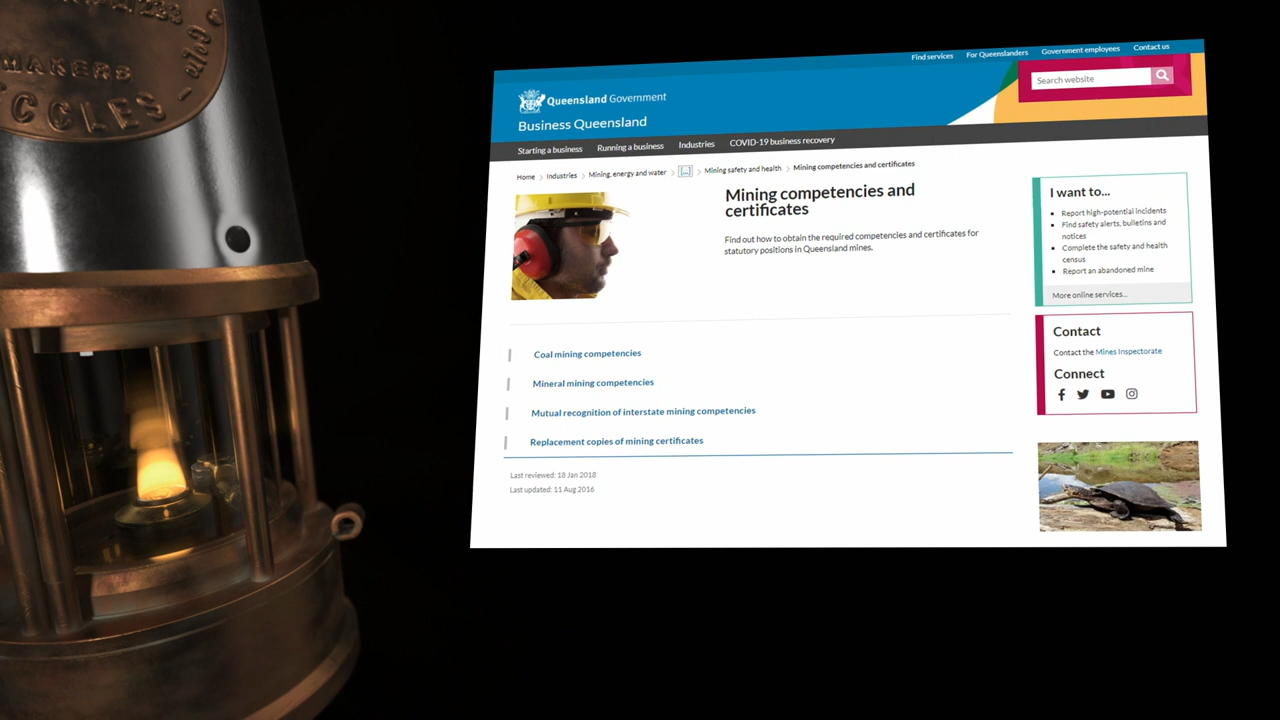 MAKERS
ECCLES
Find services
For Queenslanders
Government employees
Contact us
Search website
Queensland Government
Business Queensland
Starting a business
Running a business
Industries
COVID-19 business recovery
Home > Industries > Mining, energy and water > [...] > Mining safety and health > Mining competencies and certificates
Mining competencies and
certificates
Find out how to obtain the required competencies and certificates for
statutory positions in Queensland mines.
Coal mining competencies
Mineral mining competencies
Mutual recognition of interstate mining competencies
Replacement copies of mining certificates
Last reviewed: 18 Jan 2018
Last updated: 11 Aug 2016
I want to...
Report high-potential incidents
Find safety alerts, bulletins and
notices
Complete the safety and health
census
Report an abandoned mine
More online services...
Contact
Contact the Mines Inspectorate
Connect